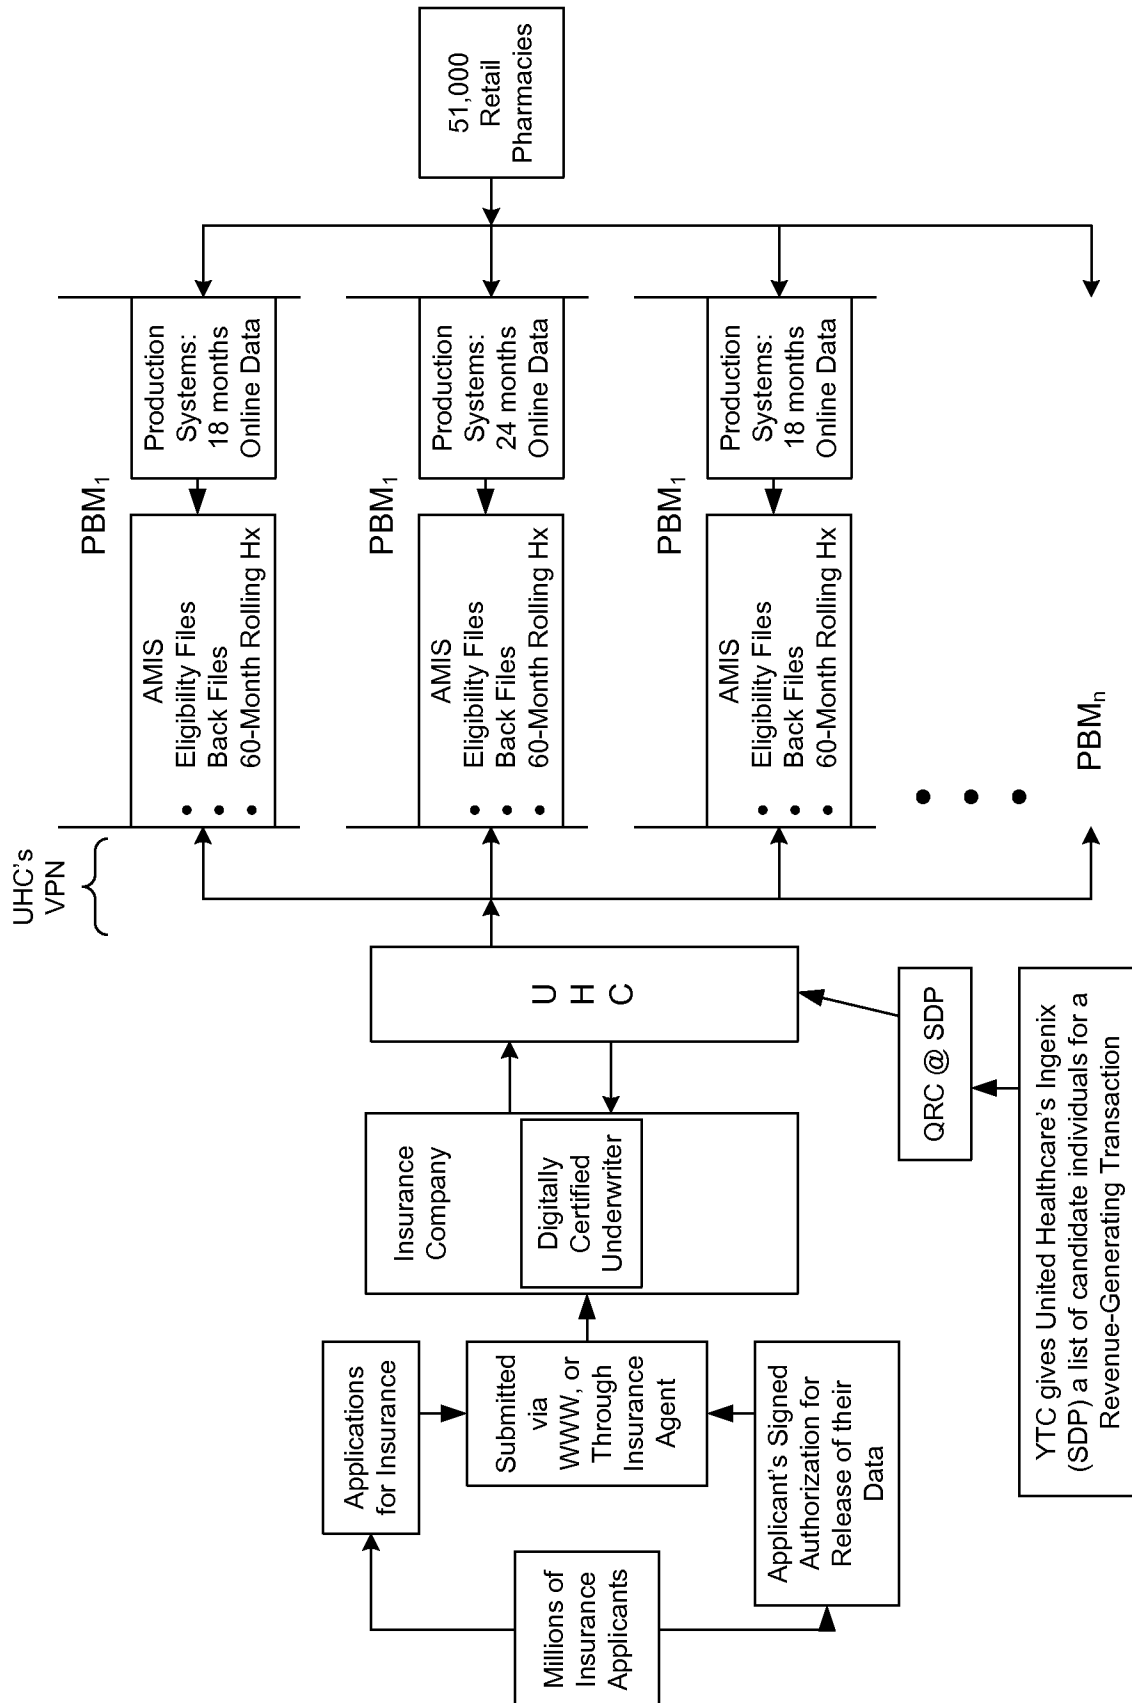 Millions of
Insurance
Applicants
Applications
for Insurance
Submitted
via
WWW, or
Through
Insurance
Agent
Applicant's Signed
Authorization for
Release of their
Data
Insurance
Company
Digitally
Certified
Underwriter
U
H
C
QRC @ SDP
YTC gives United Healthcare's Ingenix
(SDP) a list of candidate individuals for a
Revenue-Generating Transaction
UHC's
VPN
PBM₁
AMIS
• Eligibility Files
• Back Files
• 60-Month Rolling Hx
Production
Systems:
18 months
Online Data
PBM₁
AMIS
• Eligibility Files
• Back Files
• 60-Month Rolling Hx
Production
Systems:
24 months
Online Data
PBM₁
AMIS
• Eligibility Files
• Back Files
• 60-Month Rolling Hx
Production
Systems:
18 months
Online Data
• • •
PBMₙ
51,000
Retail
Pharmacies